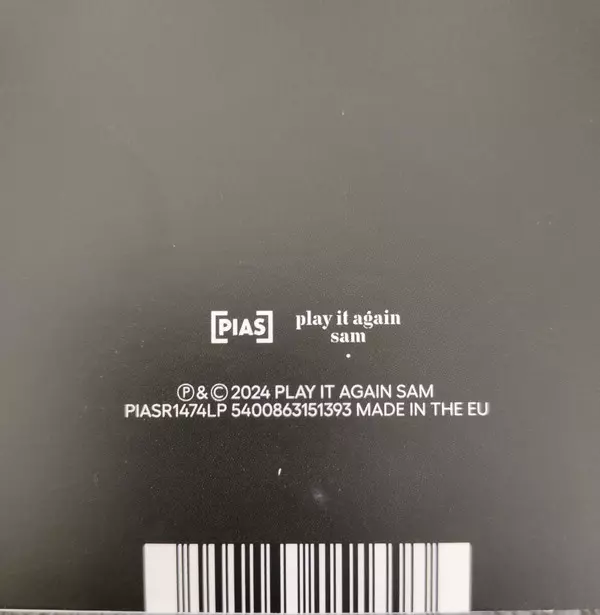 [PIAS] play it again
sam
℗ & © 2024 PLAY IT AGAIN SAM
PIASR1474LP 5400863151393 MADE IN THE EU